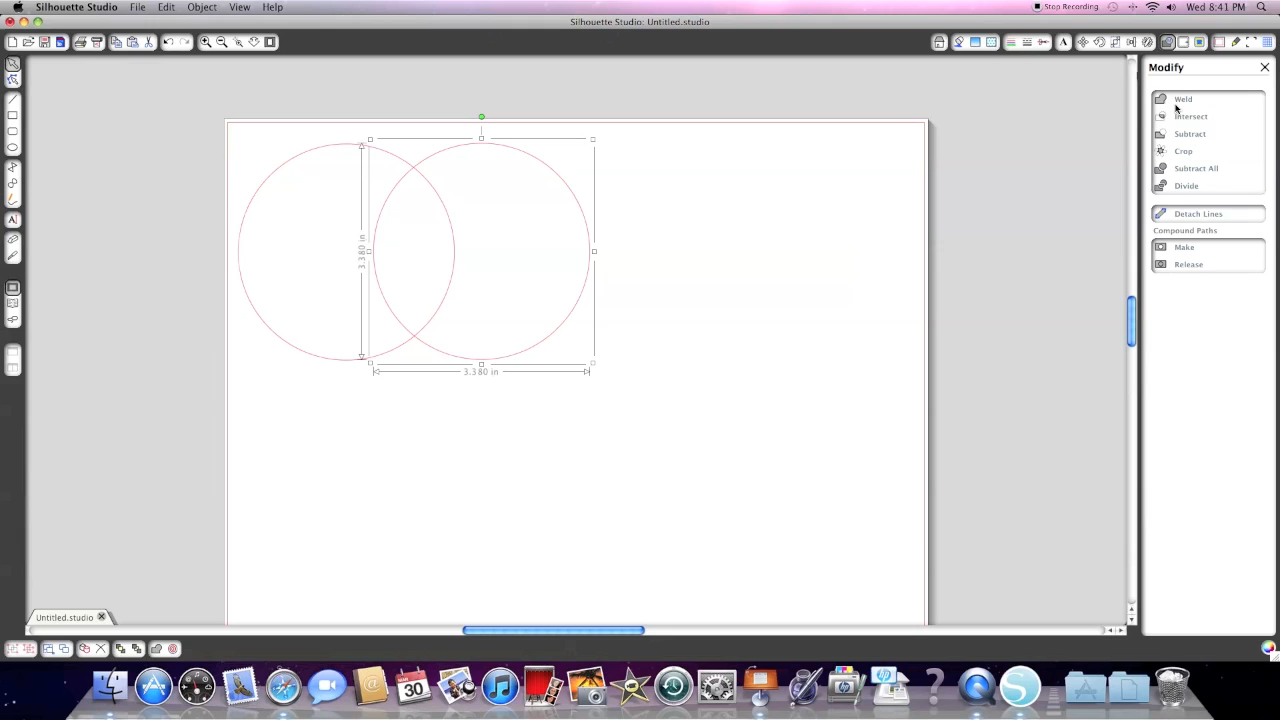 Silhouette Studio File Edit Object View Help Stop Recording Wed 8:41 PM
Silhouette Studio: Untitled.studio
Modify
Weld
Intersect
Subtract
Crop
Subtract All
Divide
Detach Lines
Compound Paths
Make
Release
3.380 in
3.380 in
Untitled.studio
MAR
30